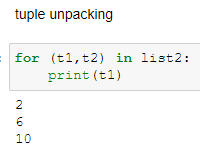 tuple unpacking
for (t1,t2) in list2:
    print(t1)
2
6
10